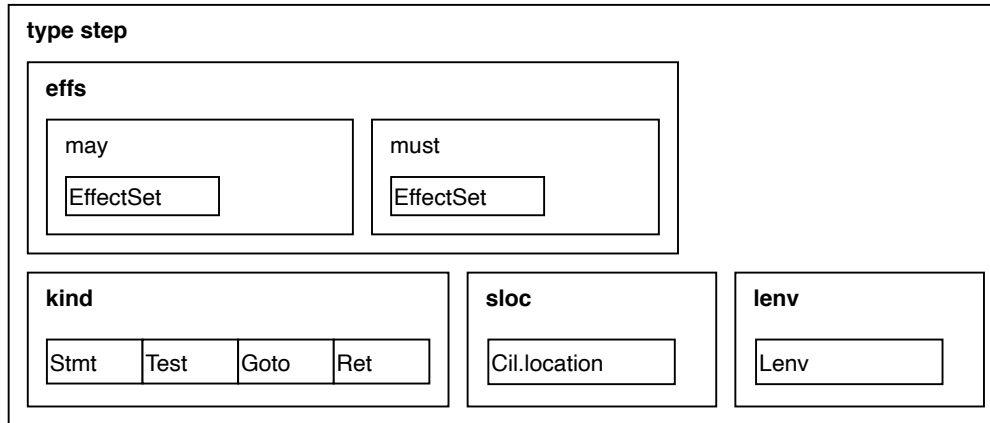 type step
effs
may must
EffectSet EffectSet
kind sloc lenv
Stmt Test Goto Ret Cil.location Lenv